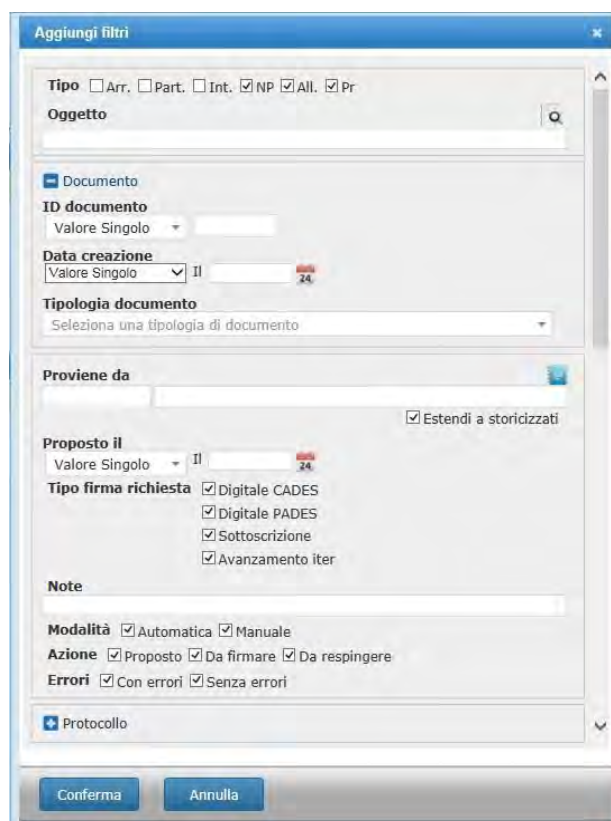 Aggiungi filtri
Tipo Arr. Part. Int. NP All. Pr
Oggetto
Documento
ID documento
Valore Singolo
Data creazione
Valore Singolo Il 24
Tipologia documento
Seleziona una tipologia di documento
Proviene da
Estendi a storicizzati
Proposto il
Valore Singolo Il 24
Tipo firma richiesta Digitale CADES
Digitale PADES
Sottoscrizione
Avanzamento iter
Note
Modalità Automatica Manuale
Azione Proposto Da firmare Da respingere
Errori Con errori Senza errori
Protocollo
Conferma Annulla